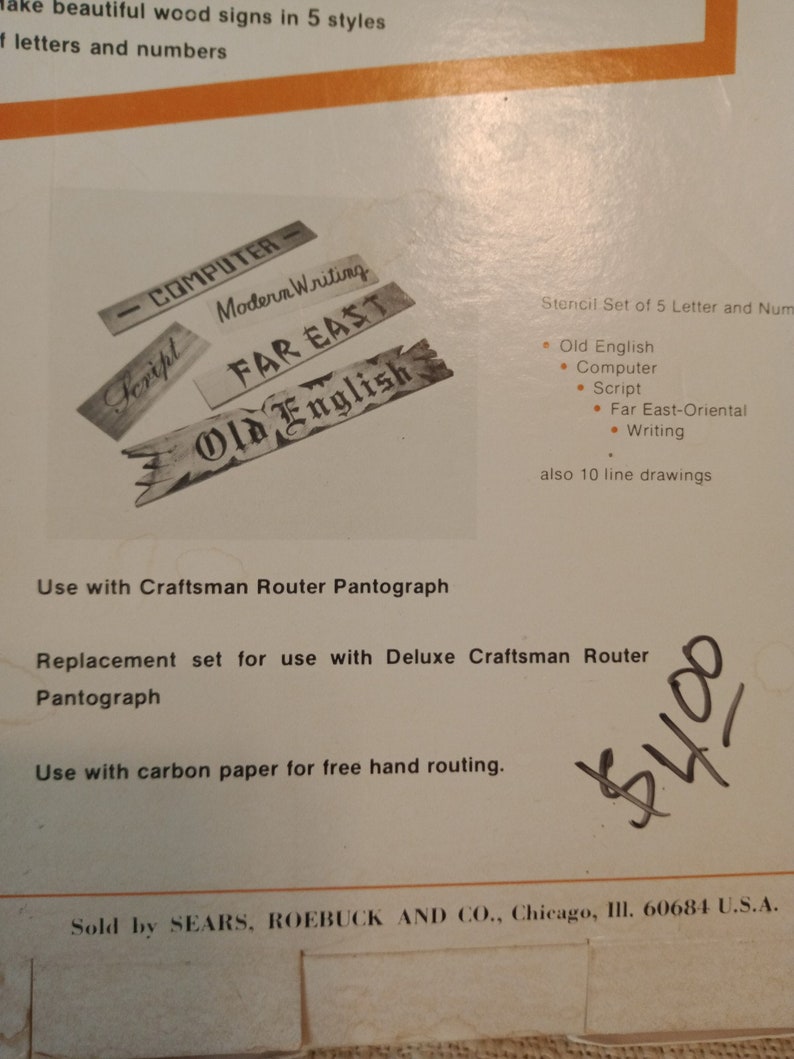 ake beautiful wood signs in 5 styles
f letters and numbers
- COMPUTER -
Modern Writing
Script
FAR EAST
Old English
Stencil Set of 5 Letter and Num
• Old English
• Computer
• Script
• Far East-Oriental
• Writing
•
also 10 line drawings
Use with Craftsman Router Pantograph
Replacement set for use with Deluxe Craftsman Router
Pantograph
Use with carbon paper for free hand routing.
$4.00
Sold by SEARS, ROEBUCK AND CO., Chicago, Ill. 60684 U.S.A.